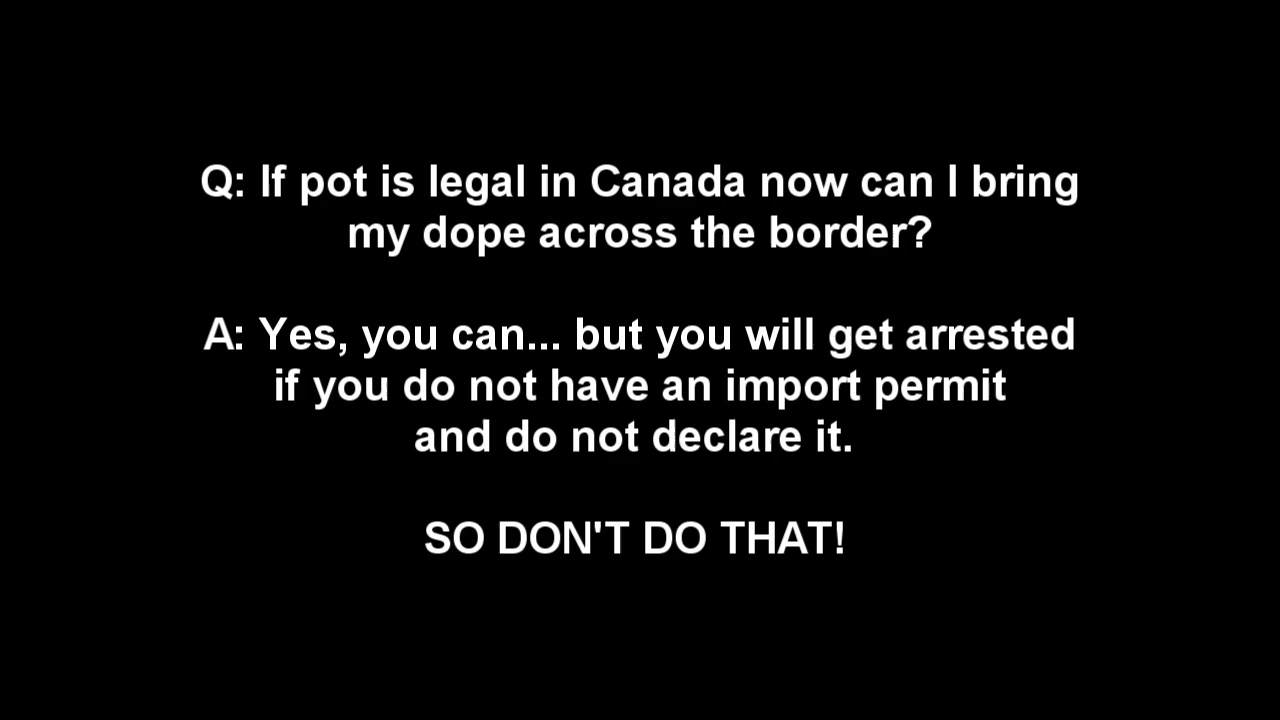 Q: If pot is legal in Canada now can I bring
my dope across the border?
A: Yes, you can... but you will get arrested
if you do not have an import permit
and do not declare it.
SO DON'T DO THAT!